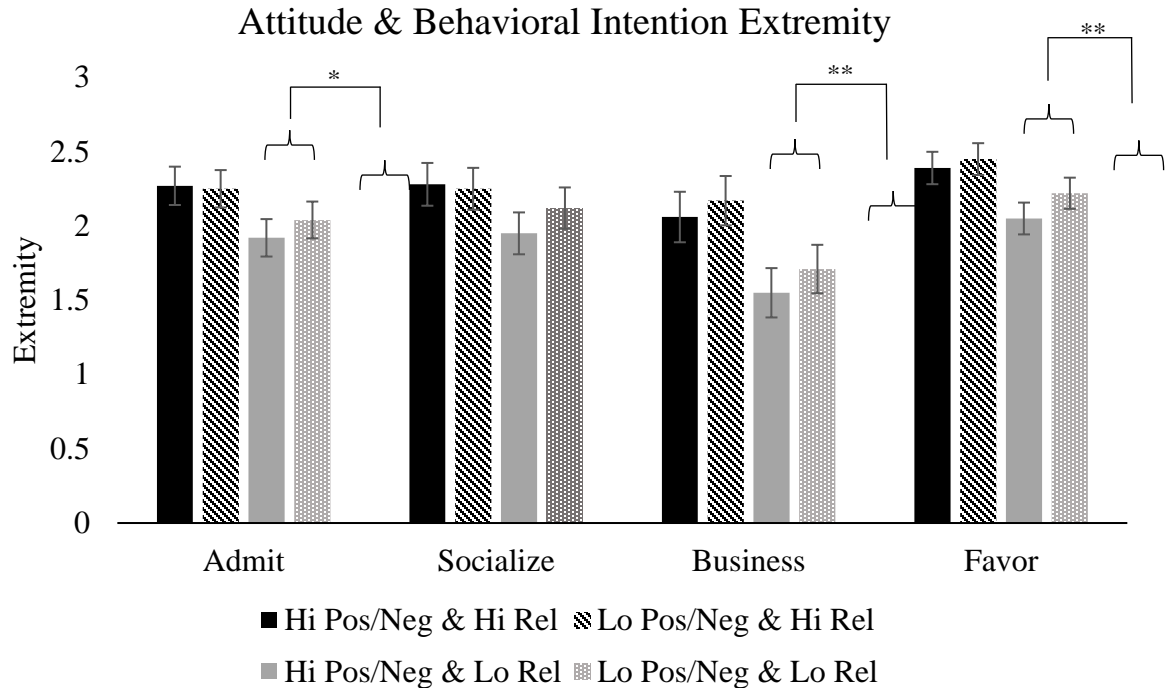 Attitude & Behavioral Intention Extremity
**
*
**
3
2.5
2
1.5
1
0.5
0
Extremity
Admit Socialize Business Favor
Hi Pos/Neg & Hi Rel Lo Pos/Neg & Hi Rel
Hi Pos/Neg & Lo Rel Lo Pos/Neg & Lo Rel